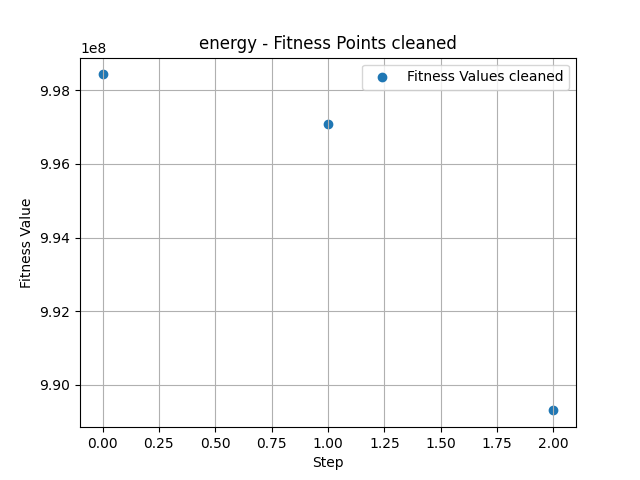 energy - Fitness Points cleaned
1e8
Fitness Values cleaned
9.98
9.96
9.94
9.92
9.90
Fitness Value
0.00 0.25 0.50 0.75 1.00 1.25 1.50 1.75 2.00
Step